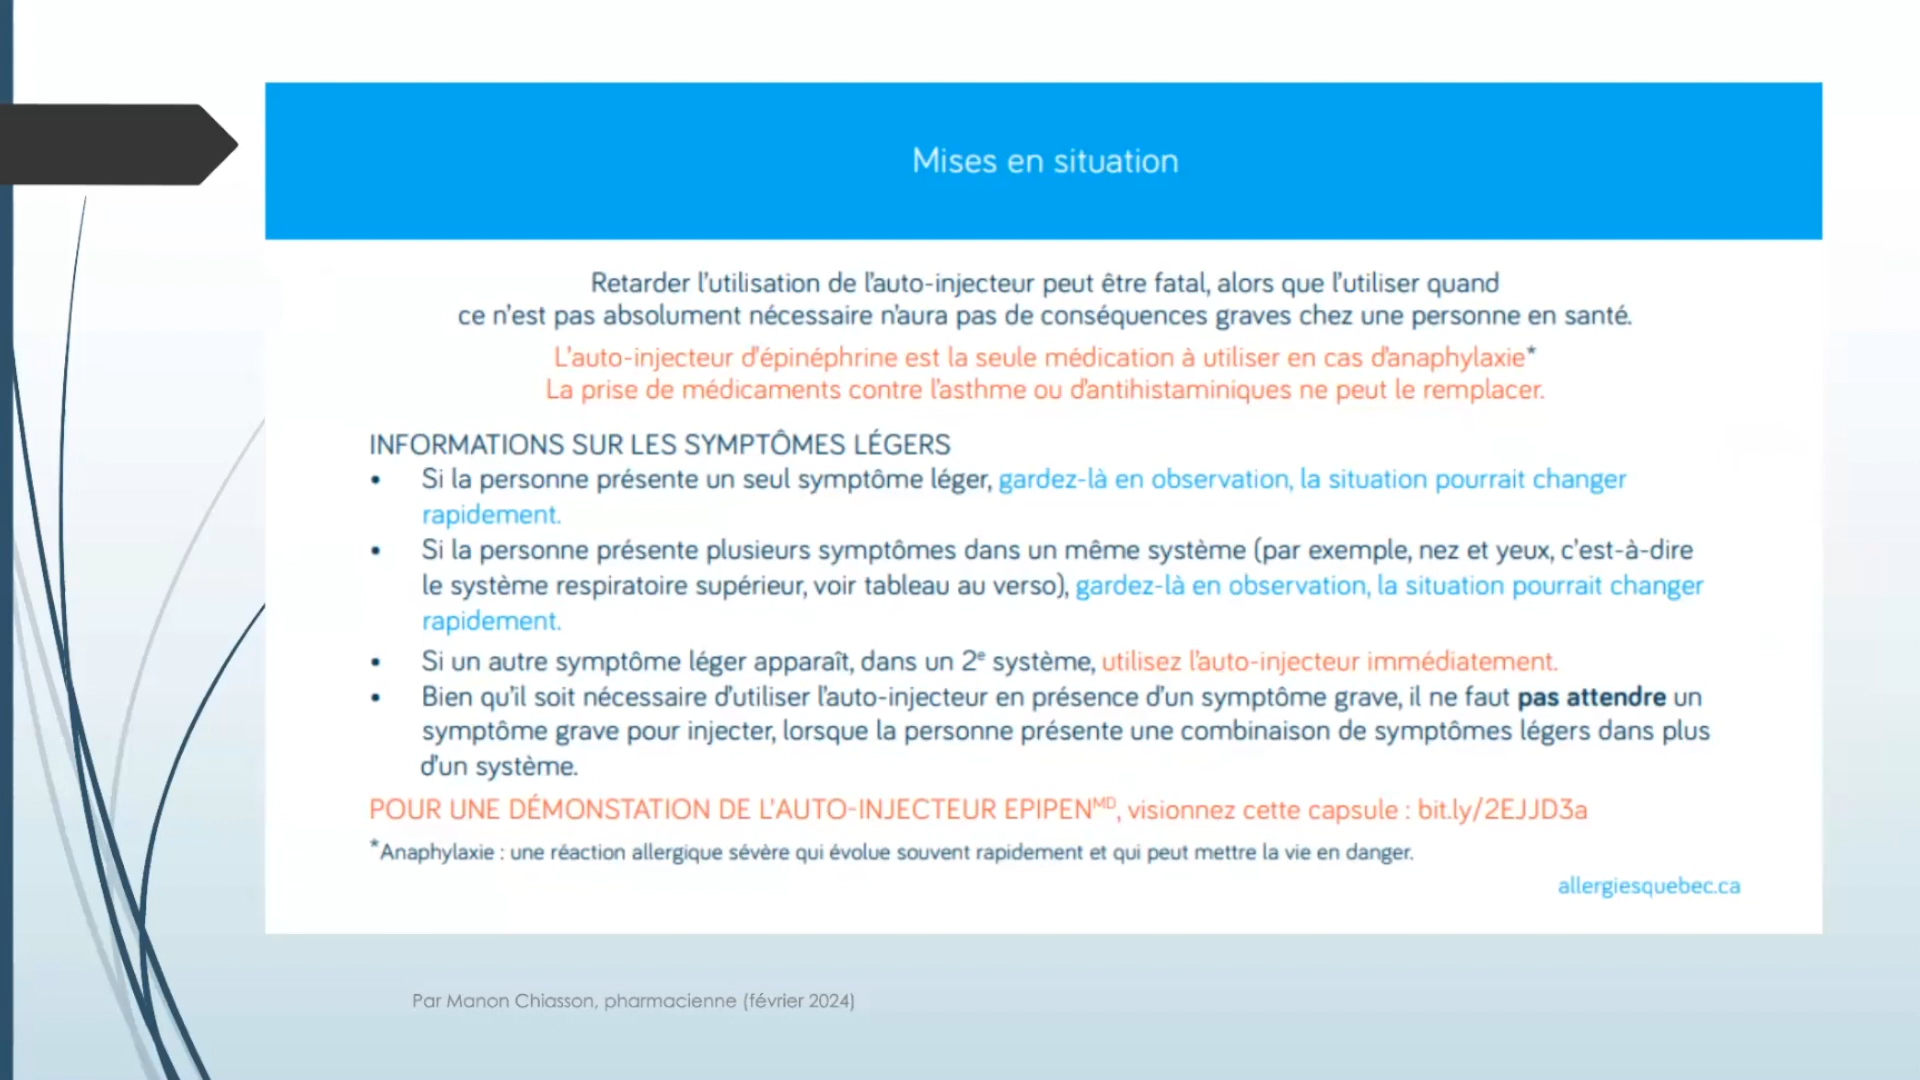 Mises en situation
Retarder l'utilisation de l'auto-injecteur peut être fatal, alors que l'utiliser quand
ce n'est pas absolument nécessaire n'aura pas de conséquences graves chez une personne en santé.
L'auto-injecteur d'épinéphrine est la seule médication à utiliser en cas d'anaphylaxie*
La prise de médicaments contre l'asthme ou d'antihistaminiques ne peut le remplacer.
INFORMATIONS SUR LES SYMPTÔMES LÉGERS
• Si la personne présente un seul symptôme léger, gardez-là en observation, la situation pourrait changer
rapidement.
• Si la personne présente plusieurs symptômes dans un même système (par exemple, nez et yeux, c'est-à-dire
le système respiratoire supérieur, voir tableau au verso), gardez-là en observation, la situation pourrait changer
rapidement.
• Si un autre symptôme léger apparaît, dans un 2e système, utilisez l'auto-injecteur immédiatement.
• Bien qu'il soit nécessaire d'utiliser l'auto-injecteur en présence d'un symptôme grave, il ne faut pas attendre un
symptôme grave pour injecter, lorsque la personne présente une combinaison de symptômes légers dans plus
d'un système.
POUR UNE DÉMONSTATION DE L'AUTO-INJECTEUR EPIPENMD, visionnez cette capsule : bit.ly/2EJJD3a
*Anaphylaxie : une réaction allergique sévère qui évolue souvent rapidement et qui peut mettre la vie en danger.
allergiesquebec.ca
Par Manon Chiasson, pharmacienne (février 2024)